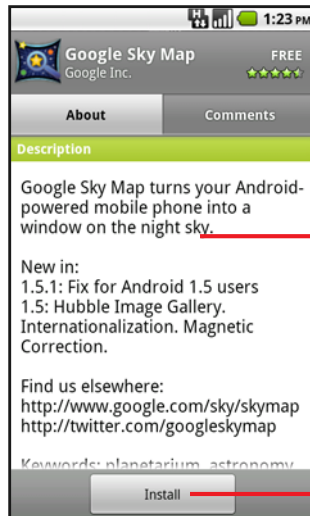 1:23 PM
Google Sky Map
FREE
Google Inc.
About
Comments
Description
Google Sky Map turns your Android-
powered mobile phone into a
window on the night sky.
New in:
1.5.1: Fix for Android 1.5 users
1.5: Hubble Image Gallery.
Internationalization. Magnetic
Correction.
Find us elsewhere:
http://www.google.com/sky/skymap
http://twitter.com/googleskymap
Keywords: planetarium, astronomy
Install